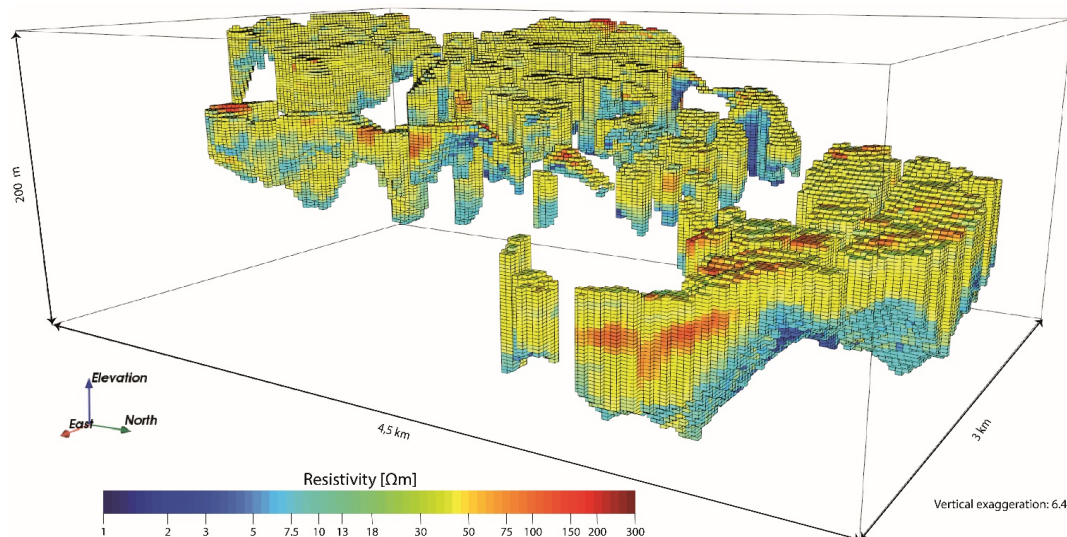 200 m
Elevation
East
North
4,5 km
3 km
Resistivity [Ωm]
1 2 3 5 7.5 10 13 18 30 50 75 100 150 200 300
Vertical exaggeration: 6.4